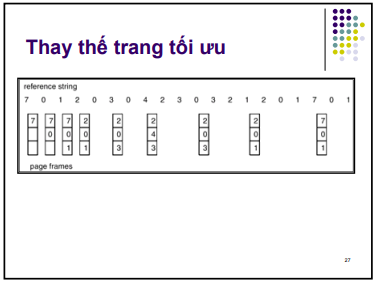 Thay thế trang tối ưu
reference string
7 0 1 2 0 3 0 4 2 3 0 3 2 1 2 0 1 7 0 1
7 7 7 2 2 2 2 2 7
0 0 0 0 4 0 0 0
1 1 3 3 3 1 1
page frames
27